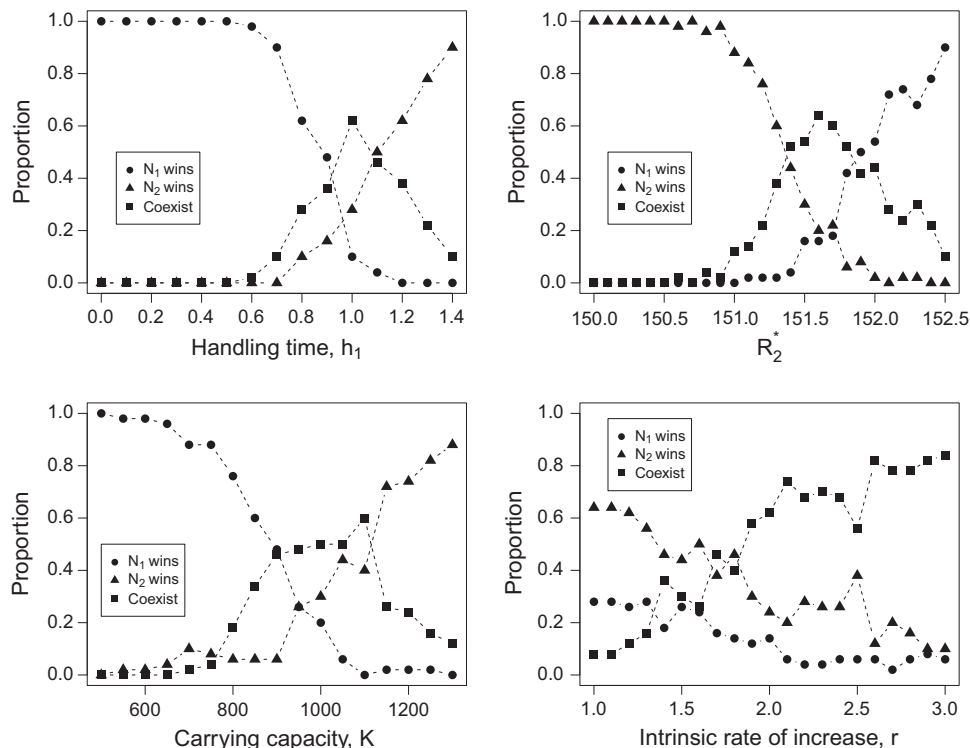 1.0
0.8
0.6
0.4
0.2
0.0
Proportion
N1 wins
N2 wins
Coexist
0.0 0.2 0.4 0.6 0.8 1.0 1.2 1.4
Handling time, h1
1.0
0.8
0.6
0.4
0.2
0.0
Proportion
N1 wins
N2 wins
Coexist
150.0 150.5 151.1 151.6 152.0 152.5
R*2
1.0
0.8
0.6
0.4
0.2
0.0
Proportion
N1 wins
N2 wins
Coexist
600 800 1000 1200
Carrying capacity, K
1.0
0.8
0.6
0.4
0.2
0.0
Proportion
N1 wins
N2 wins
Coexist
1.0 1.5 2.0 2.5 3.0
Intrinsic rate of increase, r